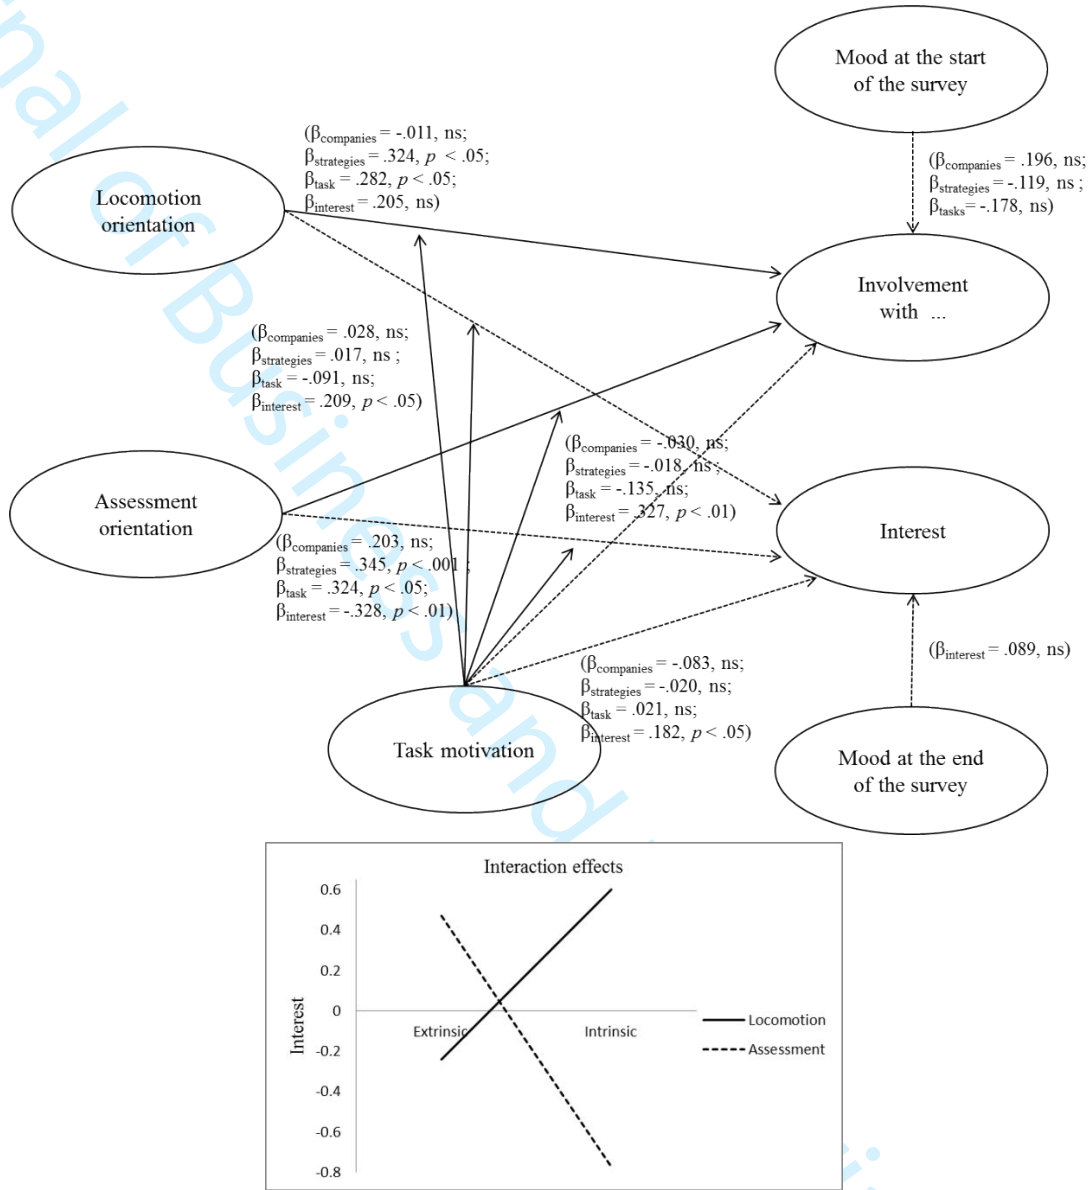 Mood at the start
of the survey
(βcompanies = -.011, ns;
βstrategies = .324, p < .05;
βtask = .282, p < .05;
βinterest = .205, ns)
(βcompanies = .196, ns;
βstrategies = -.119, ns ;
βtasks= -.178, ns)
Locomotion
orientation
Involvement
with ...
(βcompanies = .028, ns;
βstrategies = .017, ns ;
βtask = -.091, ns;
βinterest = .209, p < .05)
(βcompanies = -.030, ns;
βstrategies = -.018, ns ;
βtask = -.135, ns;
βinterest = .327, p < .01)
Assessment
orientation
Interest
(βcompanies = .203, ns;
βstrategies = .345, p < .001 ;
βtask = .324, p < .05;
βinterest = -.328, p < .01)
(βinterest = .089, ns)
(βcompanies = -.083, ns;
βstrategies = -.020, ns;
βtask = .021, ns;
βinterest = .182, p < .05)
Task motivation
Mood at the end
of the survey
Interaction effects
0.6
0.4
0.2
0
-0.2
-0.4
-0.6
-0.8
Interest
Extrinsic
Intrinsic
Locomotion
Assessment
nal of Business and